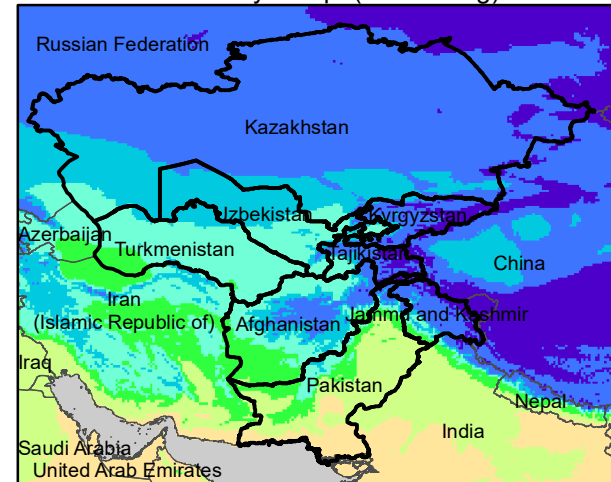 Russian Federation
Kazakhstan
Uzbekistan
Kyrgyzstan
Azerbaijan
Turkmenistan
Tajikistan
China
Iran
(Islamic Republic of)
Afghanistan
Jammu and Kashmir
Iraq
Pakistan
Nepal
India
Saudi Arabia
United Arab Emirates